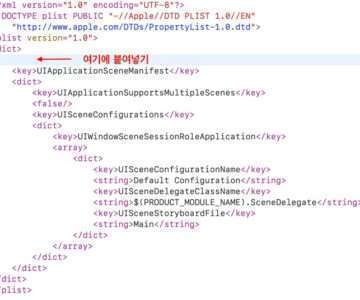 ?xml version="1.0" encoding="UTF-8"?>
!DOCTYPE plist PUBLIC "-//Apple//DTD PLIST 1.0//EN"
"http://www.apple.com/DTDs/PropertyList-1.0.dtd">
plist version="1.0">
dict>
여기에 붙여넣기
<key>UIApplicationSceneManifest</key>
<dict>
<key>UIApplicationSupportsMultipleScenes</key>
<false/>
<key>UISceneConfigurations</key>
<dict>
<key>UIWindowSceneSessionRoleApplication</key>
<array>
<dict>
<key>UISceneConfigurationName</key>
<string>Default Configuration</string>
<key>UISceneDelegateClassName</key>
<string>$(PRODUCT_MODULE_NAME).SceneDelegate</string>
<key>UISceneStoryboardFile</key>
<string>Main</string>
</dict>
</array>
</dict>
</dict>
/dict>
/plist>